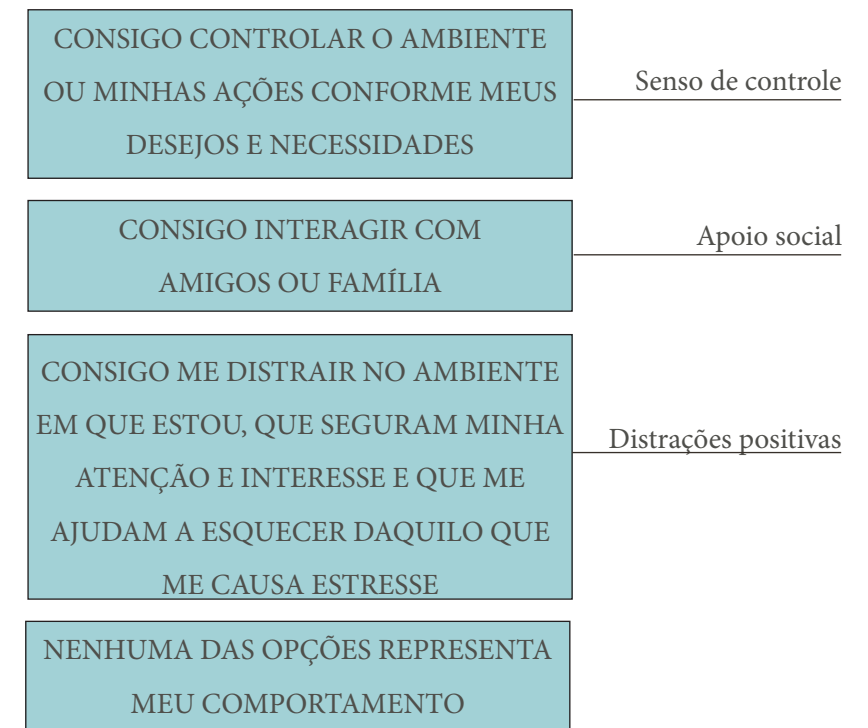 CONSIGO CONTROLAR O AMBIENTE
OU MINHAS AÇÕES CONFORME MEUS
DESEJOS E NECESSIDADES
Senso de controle
CONSIGO INTERAGIR COM
AMIGOS OU FAMÍLIA
Apoio social
CONSIGO ME DISTRAIR NO AMBIENTE
EM QUE ESTOU, QUE SEGURAM MINHA
ATENÇÃO E INTERESSE E QUE ME
AJUDAM A ESQUECER DAQUILO QUE
ME CAUSA ESTRESSE
Distrações positivas
NENHUMA DAS OPÇÕES REPRESENTA
MEU COMPORTAMENTO